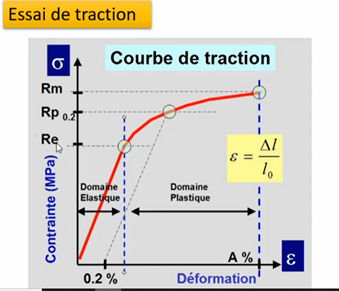 Essai de traction
Courbe de traction
σ
Rm
Rp 0.2
Re
Contrainte (MPa)
ε = Δl / l0
Domaine
Elastique
Domaine
Plastique
A %
ε
0.2 %
Déformation